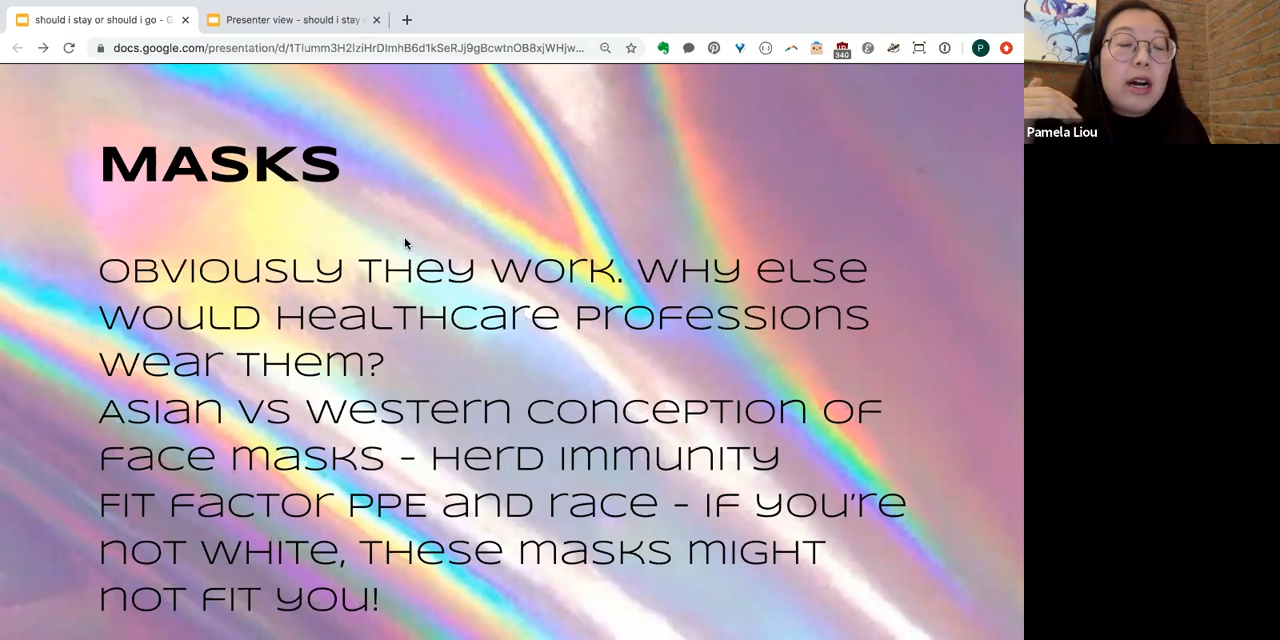 should i stay or should i go - G
Presenter view - should i stay
docs.google.com/presentation/d/1Tlumm3H2lziHrDImhB6d1kSeRJj9gBcwtnOB8xjWHjw...
340
P
Pamela Liou
MASKS
Obviously they work. Why else
would healthcare professions
wear them?
Asian vs Western conception of
face masks - herd immunity
Fit factor PPE and race - if you're
not white, these masks might
not fit you!